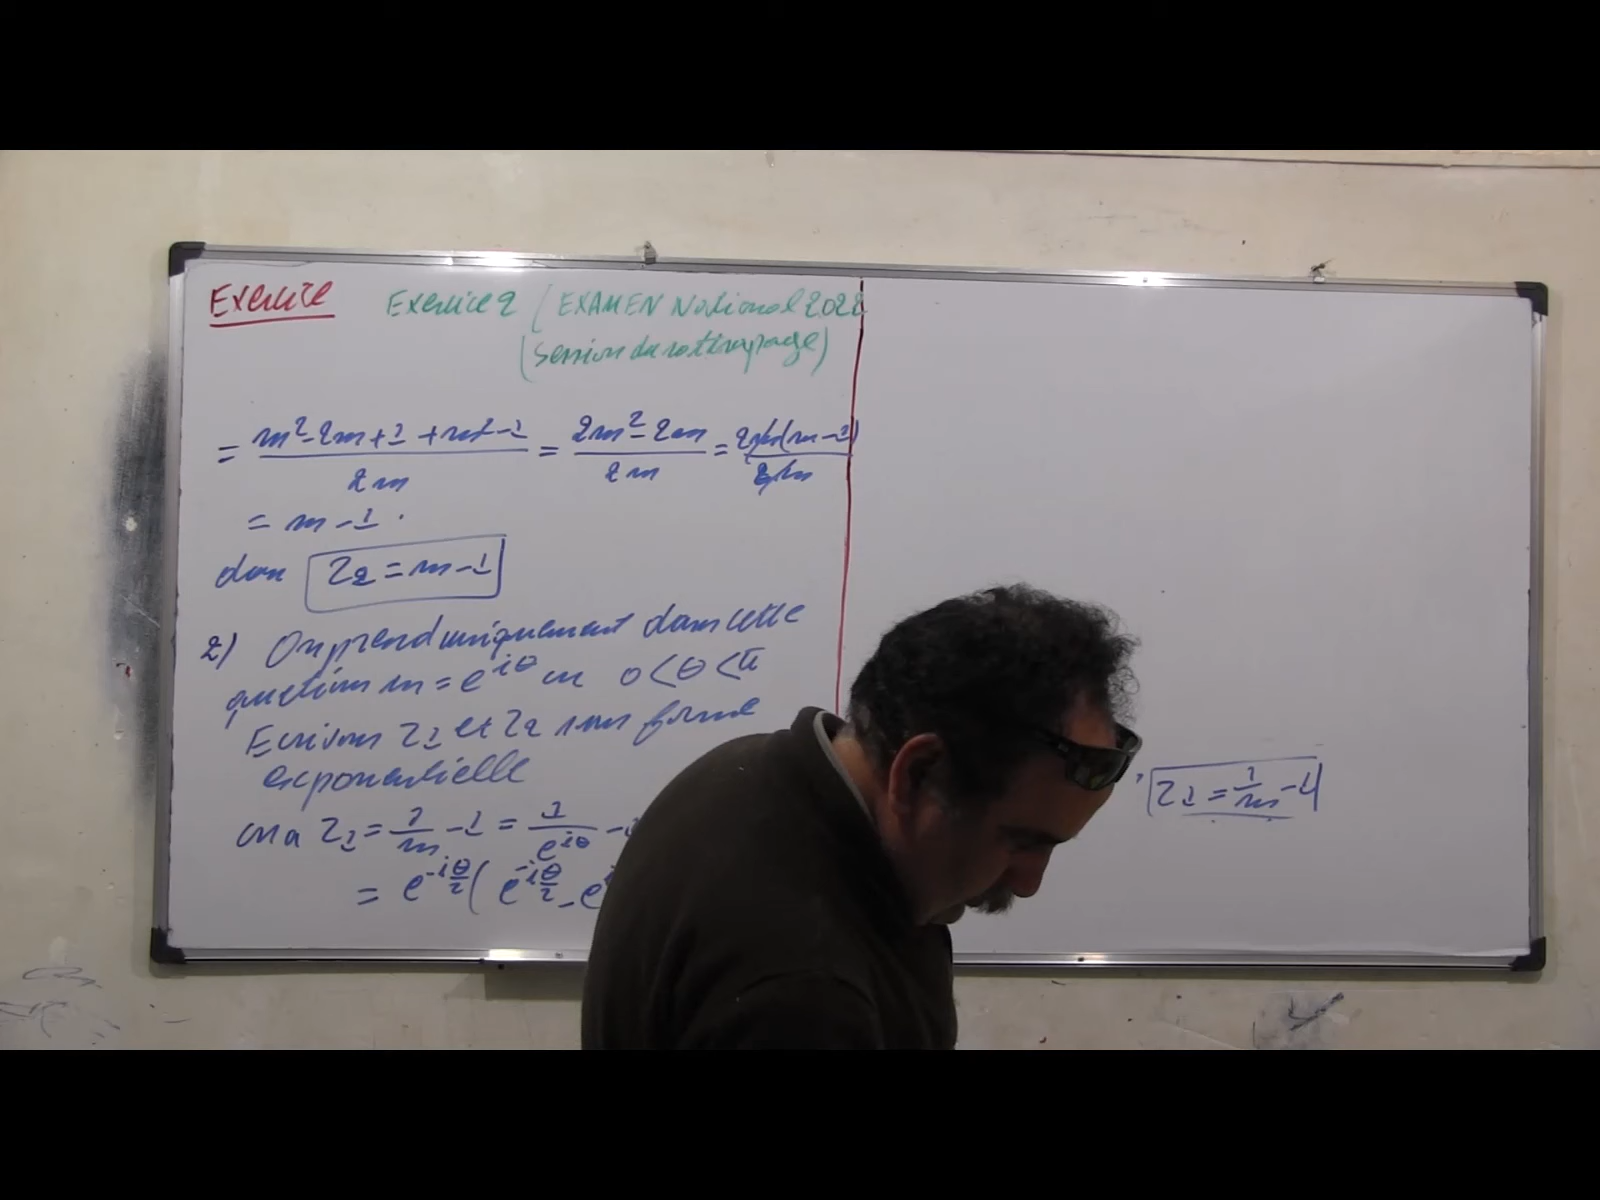 Exercice Exercice 2 / EXAMEN National 2022
(Session de rattrapage)
= m² - 2m + 1 + m² - 1 / 2m = 2m² - 2m / 2m = 2m(m - 1) / 2m
= m - 1.
donc z₂ = m - 1
2) On prend uniquement dans cette
question m = e^{iθ} ou 0 < θ < π
Ecrivons z₁ et z₂ sous forme
exponentielle
on a z₁ = 1/m - 1 = 1/e^{iθ} -
= e^{-iθ/2} ( e^{-iθ/2} - e
z₁ = 1/m - 1